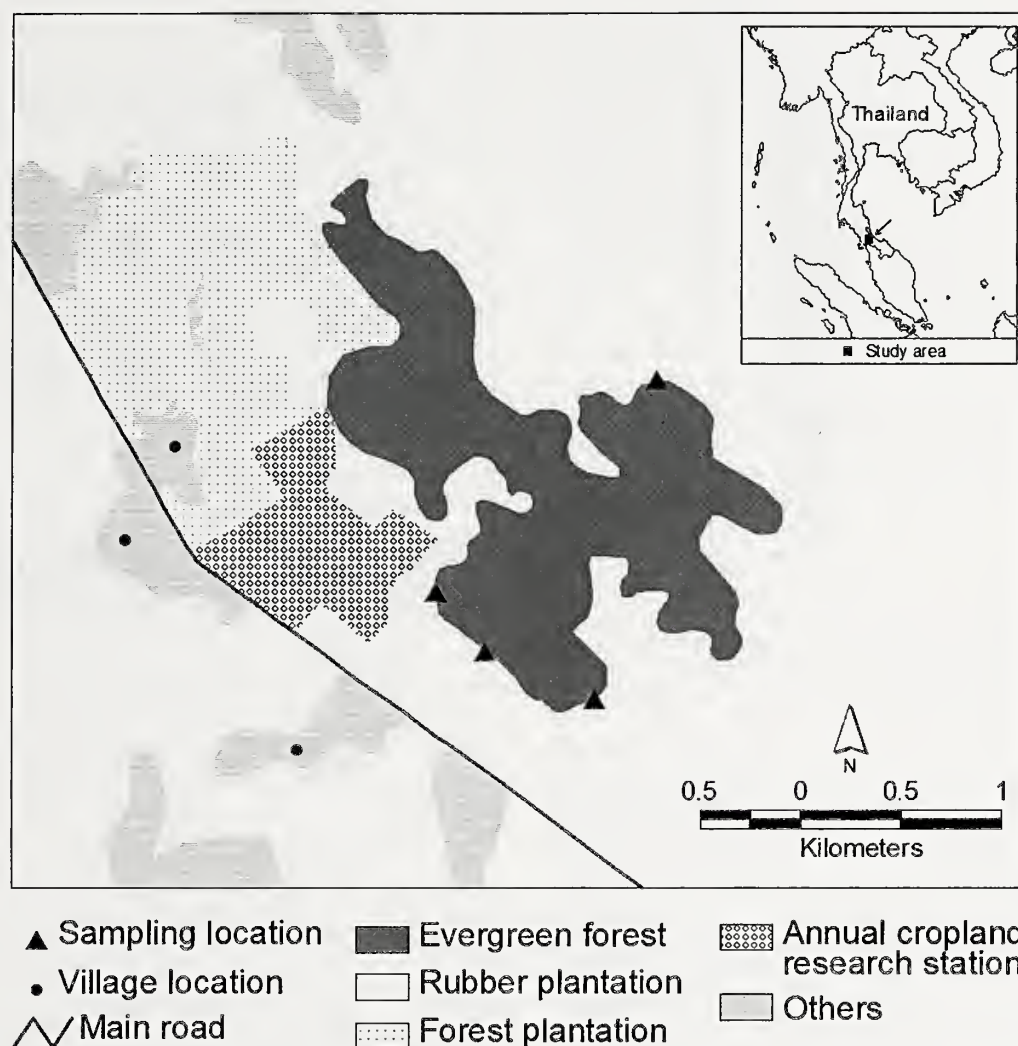 Thailand
Study area
N
0.5 0 0.5 1
Kilometers
Sampling location
Village location
Main road
Evergreen forest
Rubber plantation
Forest plantation
Annual cropland
research station
Others